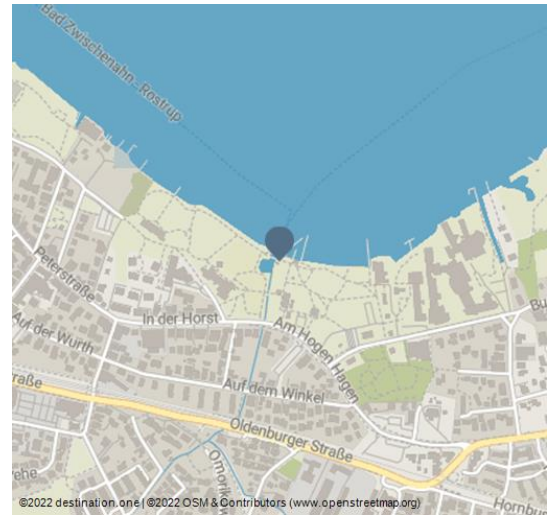 Bad Zwischenahn - Rostrup
Peterstraße
In der Horst
Am Hogen Hagen
Auf der Wurth
Auf dem Winkel
Oldenburger Straße
©2022 destination.one | ©2022 OSM & Contributors (www.openstreetmap.org)